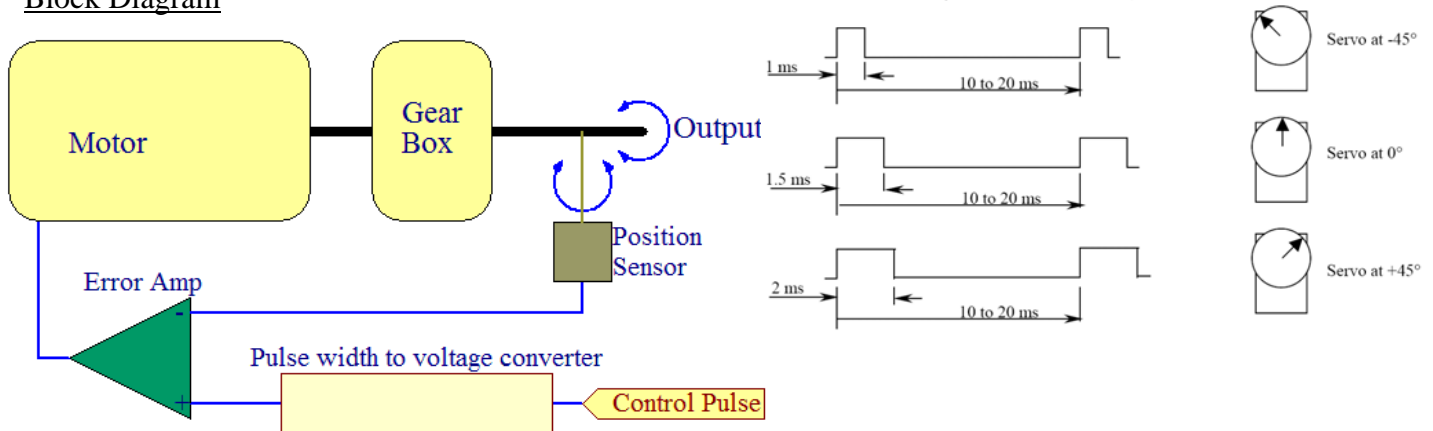 Block Diagram
Motor
Gear
Box
Output
Position
Sensor
Error Amp
-
+
Pulse width to voltage converter
Control Pulse
1 ms
10 to 20 ms
Servo at -45°
1.5 ms
10 to 20 ms
Servo at 0°
2 ms
10 to 20 ms
Servo at +45°